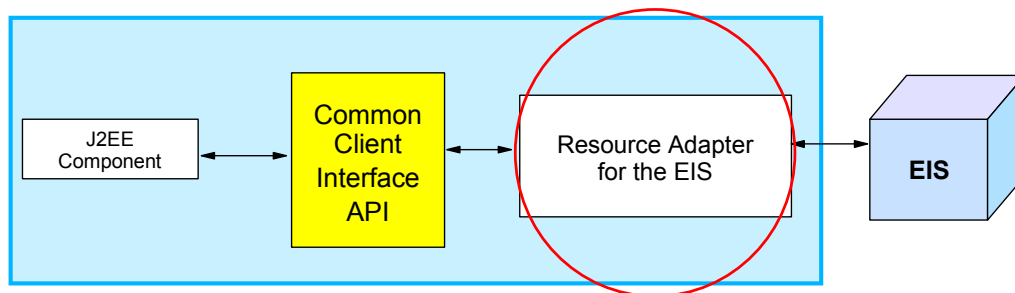 J2EE
Component
Common
Client
Interface
API
Resource Adapter
for the EIS
EIS